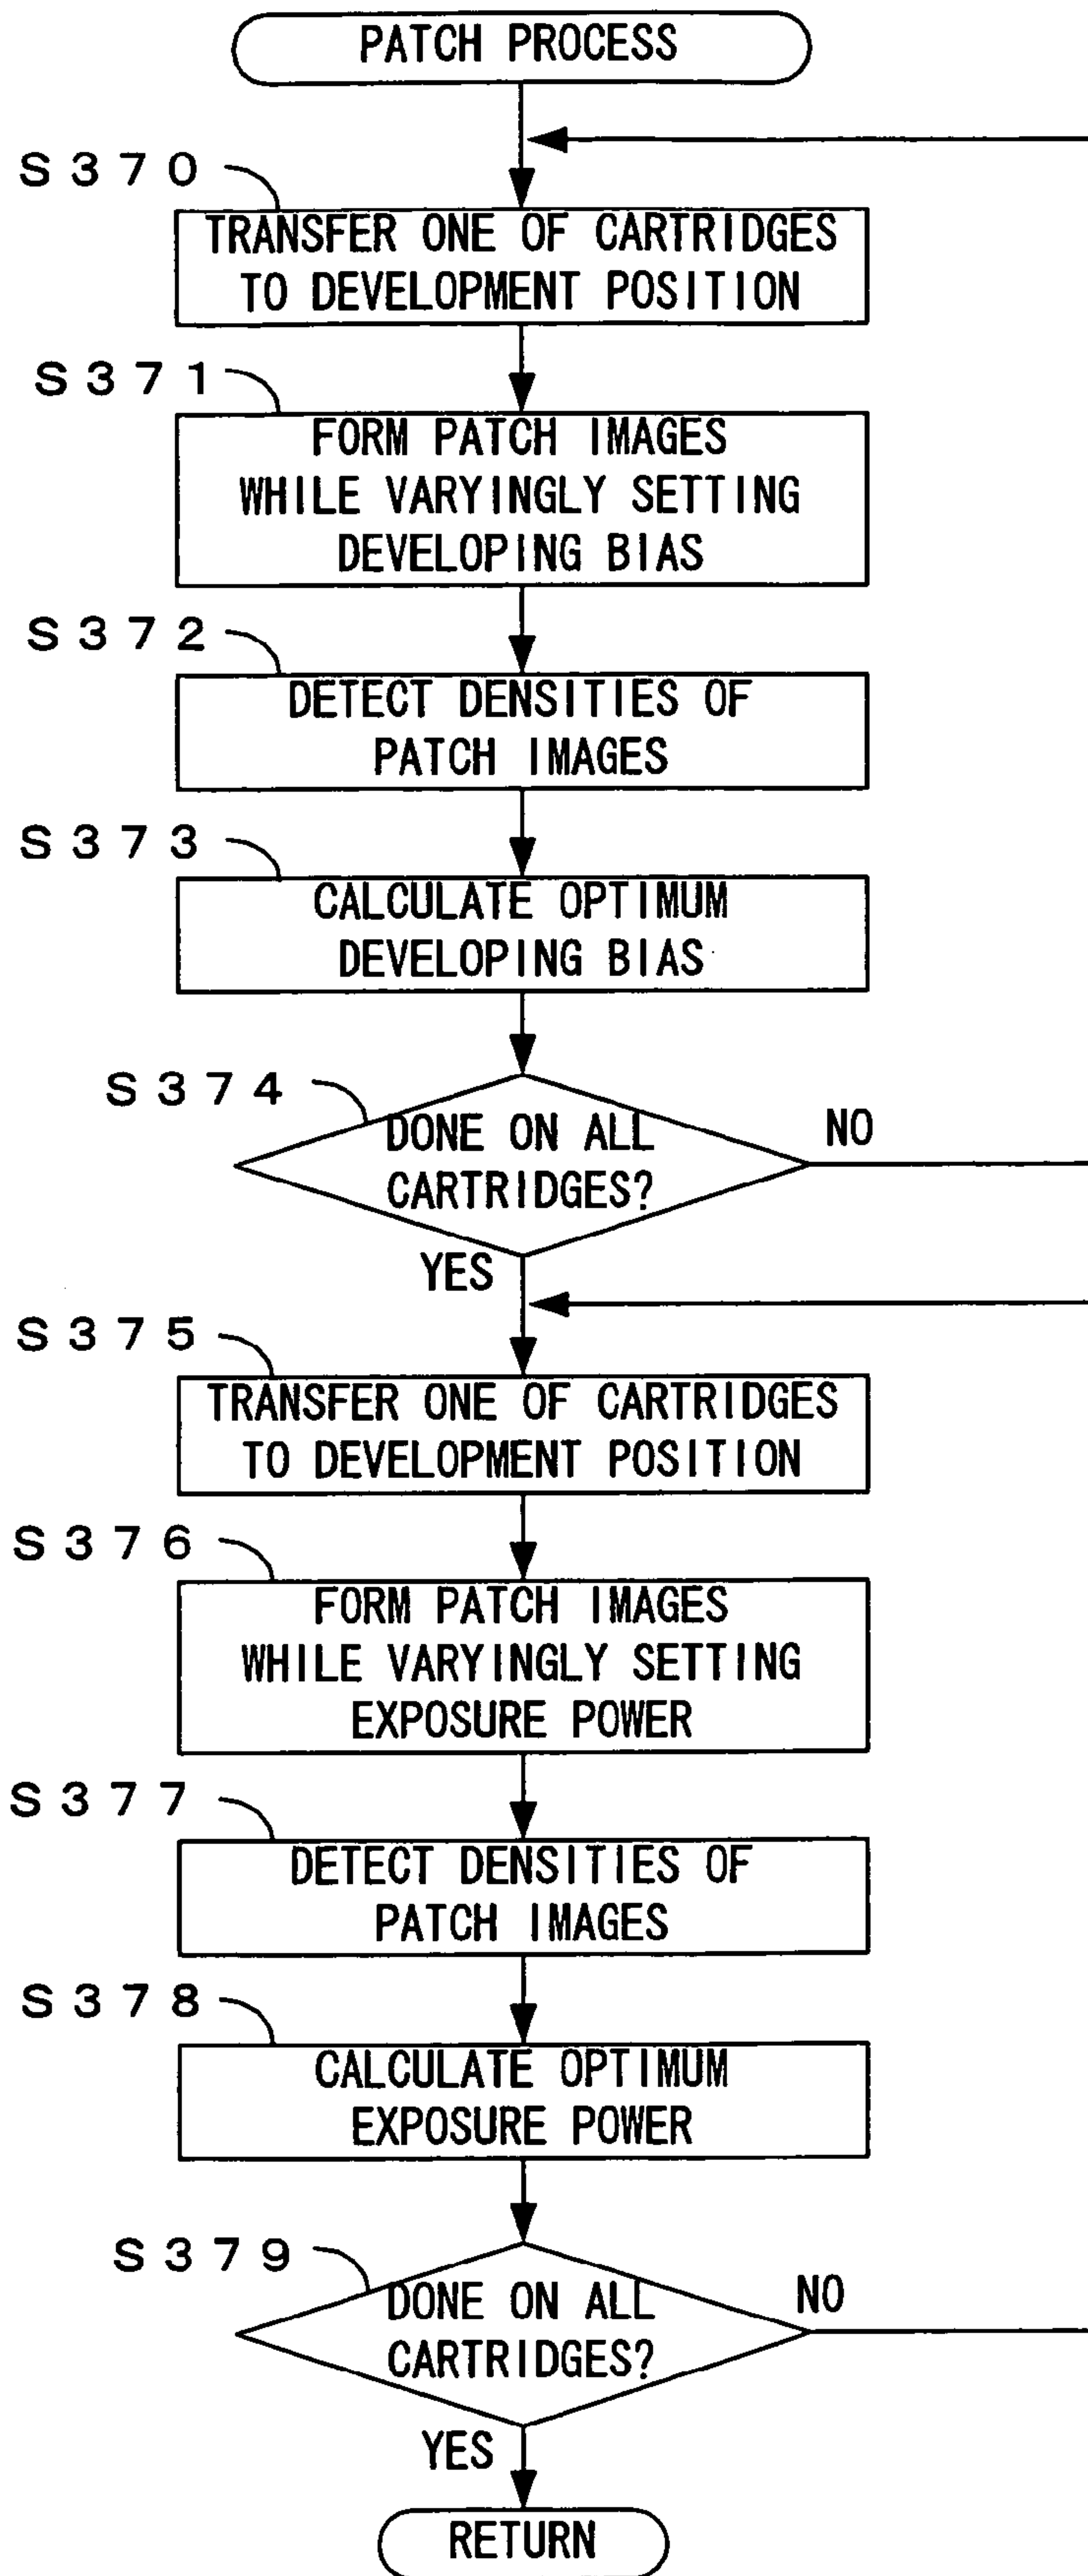 PATCH PROCESS
S370
TRANSFER ONE OF CARTRIDGES
TO DEVELOPMENT POSITION
S371
FORM PATCH IMAGES
WHILE VARYINGLY SETTING
DEVELOPING BIAS
S372
DETECT DENSITIES OF
PATCH IMAGES
S373
CALCULATE OPTIMUM
DEVELOPING BIAS
S374
DONE ON ALL
CARTRIDGES?
NO
YES
S375
TRANSFER ONE OF CARTRIDGES
TO DEVELOPMENT POSITION
S376
FORM PATCH IMAGES
WHILE VARYINGLY SETTING
EXPOSURE POWER
S377
DETECT DENSITIES OF
PATCH IMAGES
S378
CALCULATE OPTIMUM
EXPOSURE POWER
S379
DONE ON ALL
CARTRIDGES?
NO
YES
RETURN